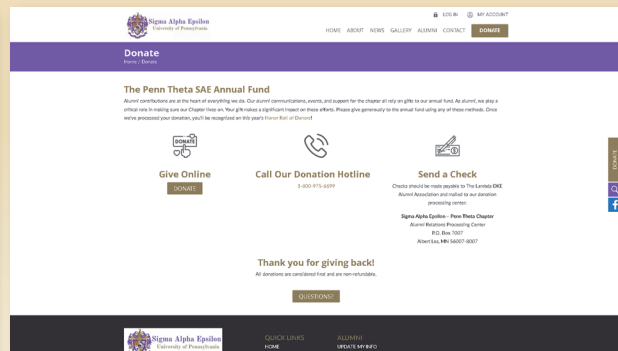 LOG IN
MY ACCOUNT
Sigma Alpha Epsilon
University of Pennsylvania
HOME ABOUT NEWS GALLERY ALUMNI CONTACT DONATE
Donate
Home / Donate
The Penn Theta SAE Annual Fund
Alumni contributions are at the heart of everything we do. Our alumni communications, events, and support for the chapter all rely on gifts to our annual fund. As alumni, we play a
critical role in making sure our Chapter lives on. Your gift makes a significant impact on these efforts. Please give generously to the annual fund using any of these methods. Once
we've processed your donation, you'll be recognized on this year's Honor Roll of Donors!
DONATE
Give Online
DONATE
Call Our Donation Hotline
1-800-975-6699
Send a Check
Checks should be made payable to The Lambda DKE
Alumni Association and mailed to our donation
processing center.
Sigma Alpha Epsilon - Penn Theta Chapter
Alumni Relations Processing Center
P.O. Box 7007
Albert Lea, MN 56007-8007
Thank you for giving back!
All donations are considered final and are non-refundable.
QUESTIONS?
DONATE
Sigma Alpha Epsilon
University of Pennsylvania
QUICK LINKS
HOME
ALUMNI
UPDATE MY INFO